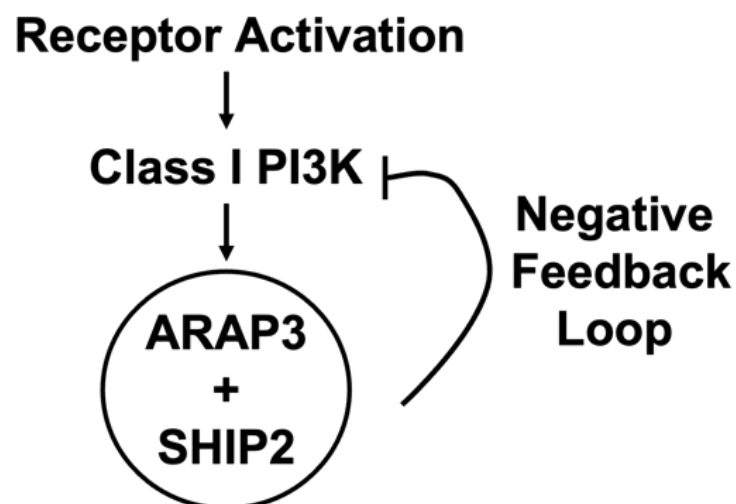 Receptor Activation
Class I PI3K
Negative
Feedback
Loop
ARAP3
+
SHIP2